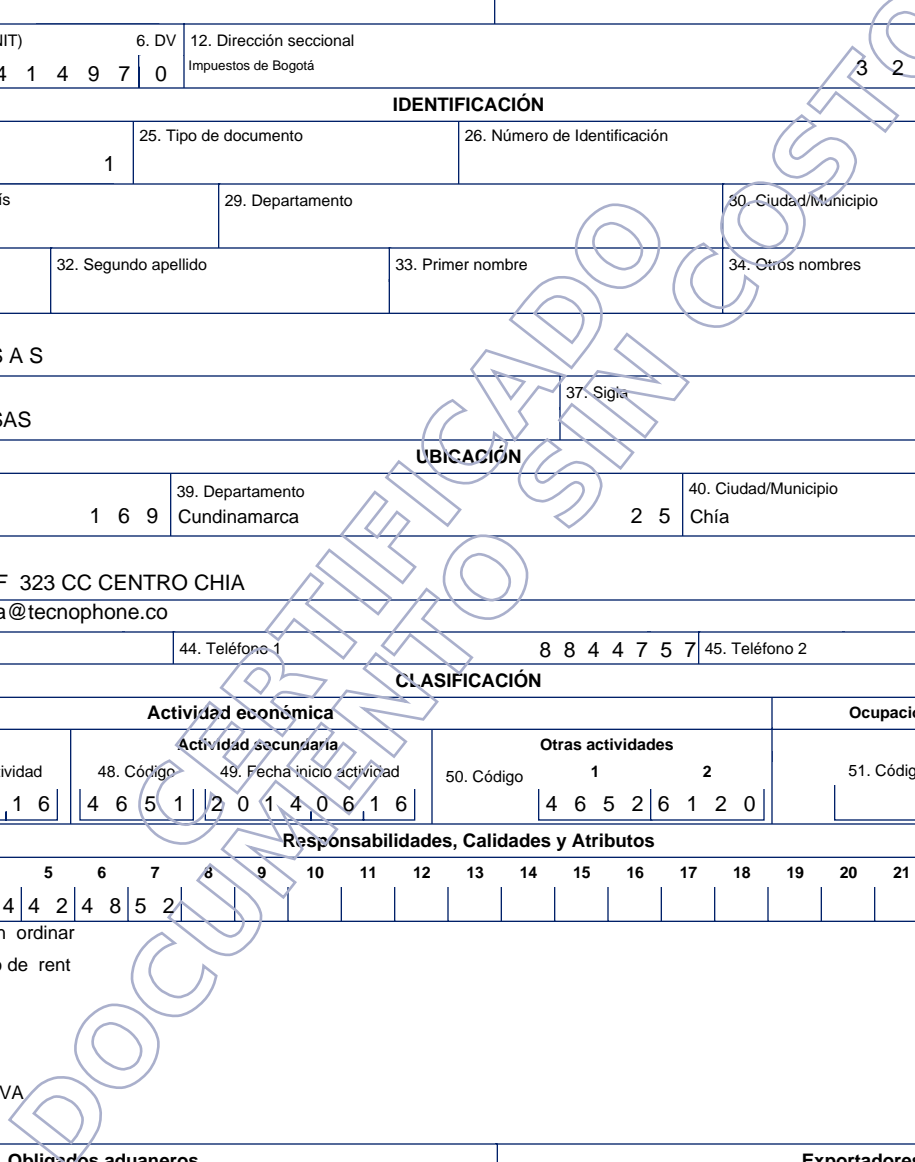 NIT) 6. DV 12. Dirección seccional
4 1 4 9 7 0 Impuestos de Bogotá 3 2
IDENTIFICACIÓN
25. Tipo de documento 26. Número de Identificación
1
29. Departamento 30. Ciudad/Municipio
32. Segundo apellido 33. Primer nombre 34. Otros nombres
S A S
37. Sigla
SAS
UBICACIÓN
39. Departamento 40. Ciudad/Municipio
1 6 9 Cundinamarca 2 5 Chía
F 323 CC CENTRO CHIA
a@tecnophone.co
44. Teléfono 1 8 8 4 4 7 5 7 45. Teléfono 2
CLASIFICACIÓN
Actividad económica Ocupació
Actividad secundaria Otras actividades
ividad 48. Código 49. Fecha inicio actividad 50. Código 1 2 51. Códig
1 6 4 6 5 1 2 0 1 4 0 6 1 6 4 6 5 2 6 1 2 0
Responsabilidades, Calidades y Atributos
5 6 7 8 9 10 11 12 13 14 15 16 17 18 19 20 21
4 4 2 4 8 5 2
n ordinar
o de rent
VA
Obligados aduaneros Exportadores
CERTIFICADO
DOCUMENTO SIN COSTO